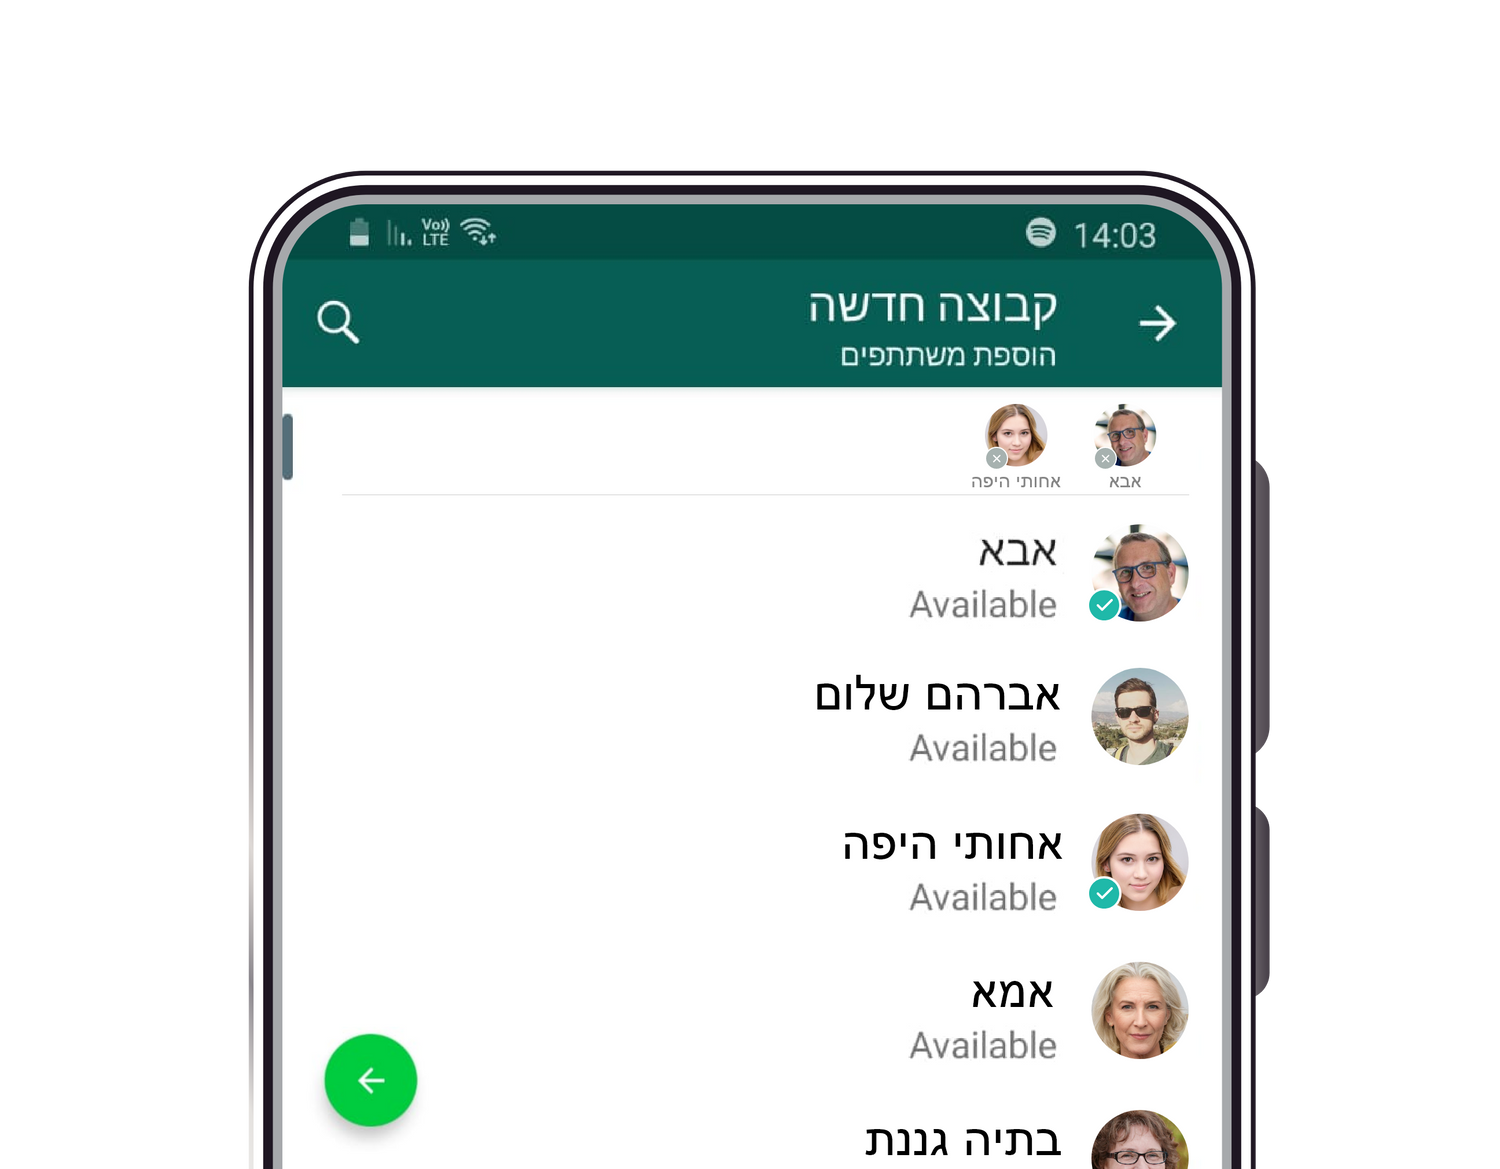 14:03
Vo))
LTE
קבוצה חדשה
הוספת משתתפים
אבא
אחותי היפה
אבא
Available
אברהם שלום
Available
אחותי היפה
Available
אמא
Available
בתיה גננת